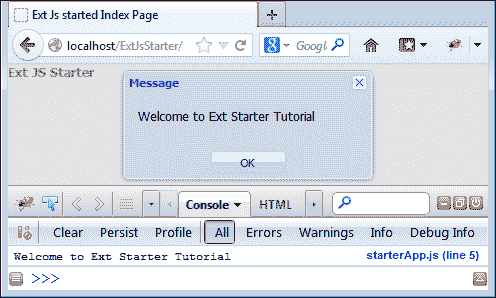 Ext Js started Index Page
localhost/ExtJsStarter/
Googl
Ext JS Starter
Message
Welcome to Ext Starter Tutorial
OK
Console HTML
Clear Persist Profile All Errors Warnings Info Debug Info
Welcome to Ext Starter Tutorial starterApp.js (line 5)
>>>